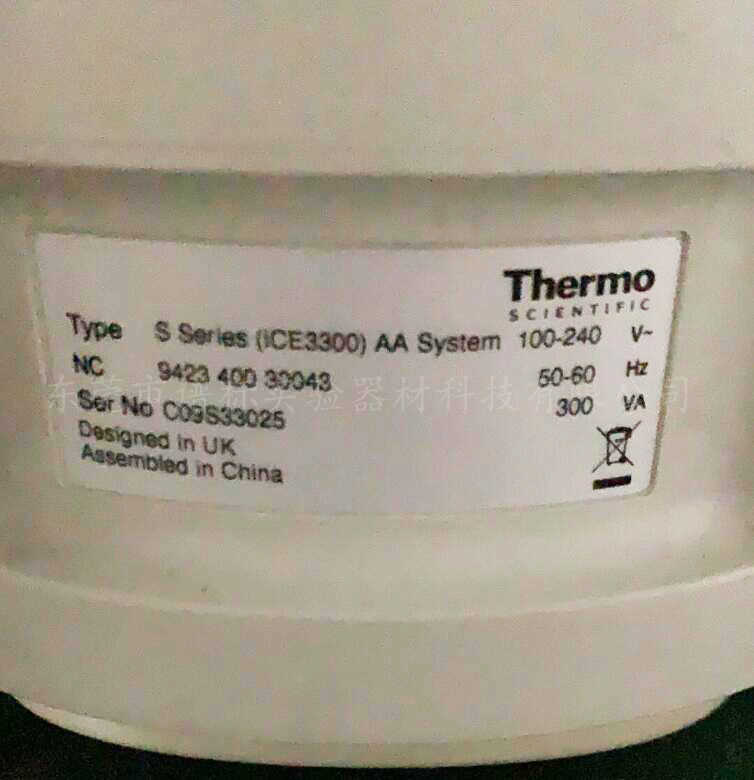 Thermo
SCIENTIFIC
Type S Series (ICE3300) AA System 100-240 V~
NC 9423 400 30043 50-60 Hz
Ser No C09S33025 300 VA
Designed in UK
Assembled in China
东莞市 实验器材科技有限公司